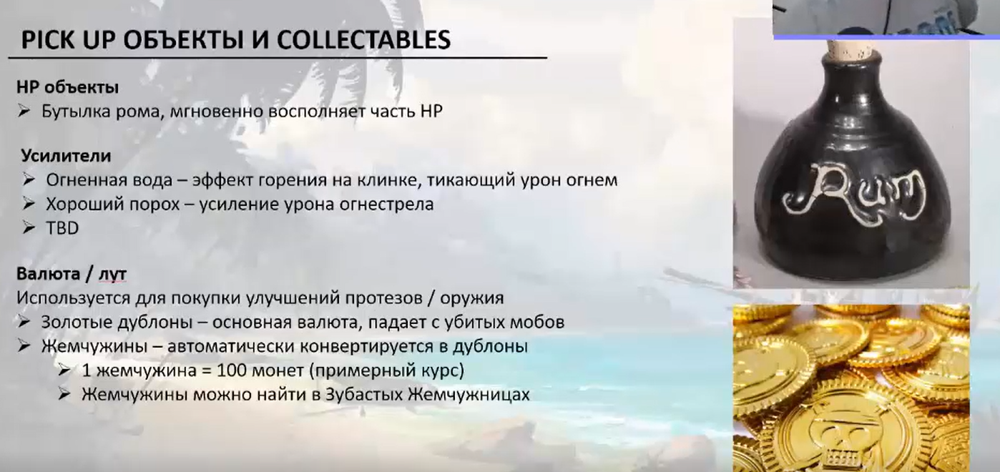 PICK UP ОБЪЕКТЫ И COLLECTABLES
HP объекты
➢ Бутылка рома, мгновенно восполняет часть HP
Усилители
➢ Огненная вода – эффект горения на клинке, тикающий урон огнем
➢ Хороший порох – усиление урона огнестрела
➢ TBD
Валюта / лут
Используется для покупки улучшений протезов / оружия
➢ Золотые дублоны – основная валюта, падает с убитых мобов
➢ Жемчужины – автоматически конвертируется в дублоны
➢ 1 жемчужина = 100 монет (примерный курс)
➢ Жемчужины можно найти в Зубастых Жемчужницах
Rum